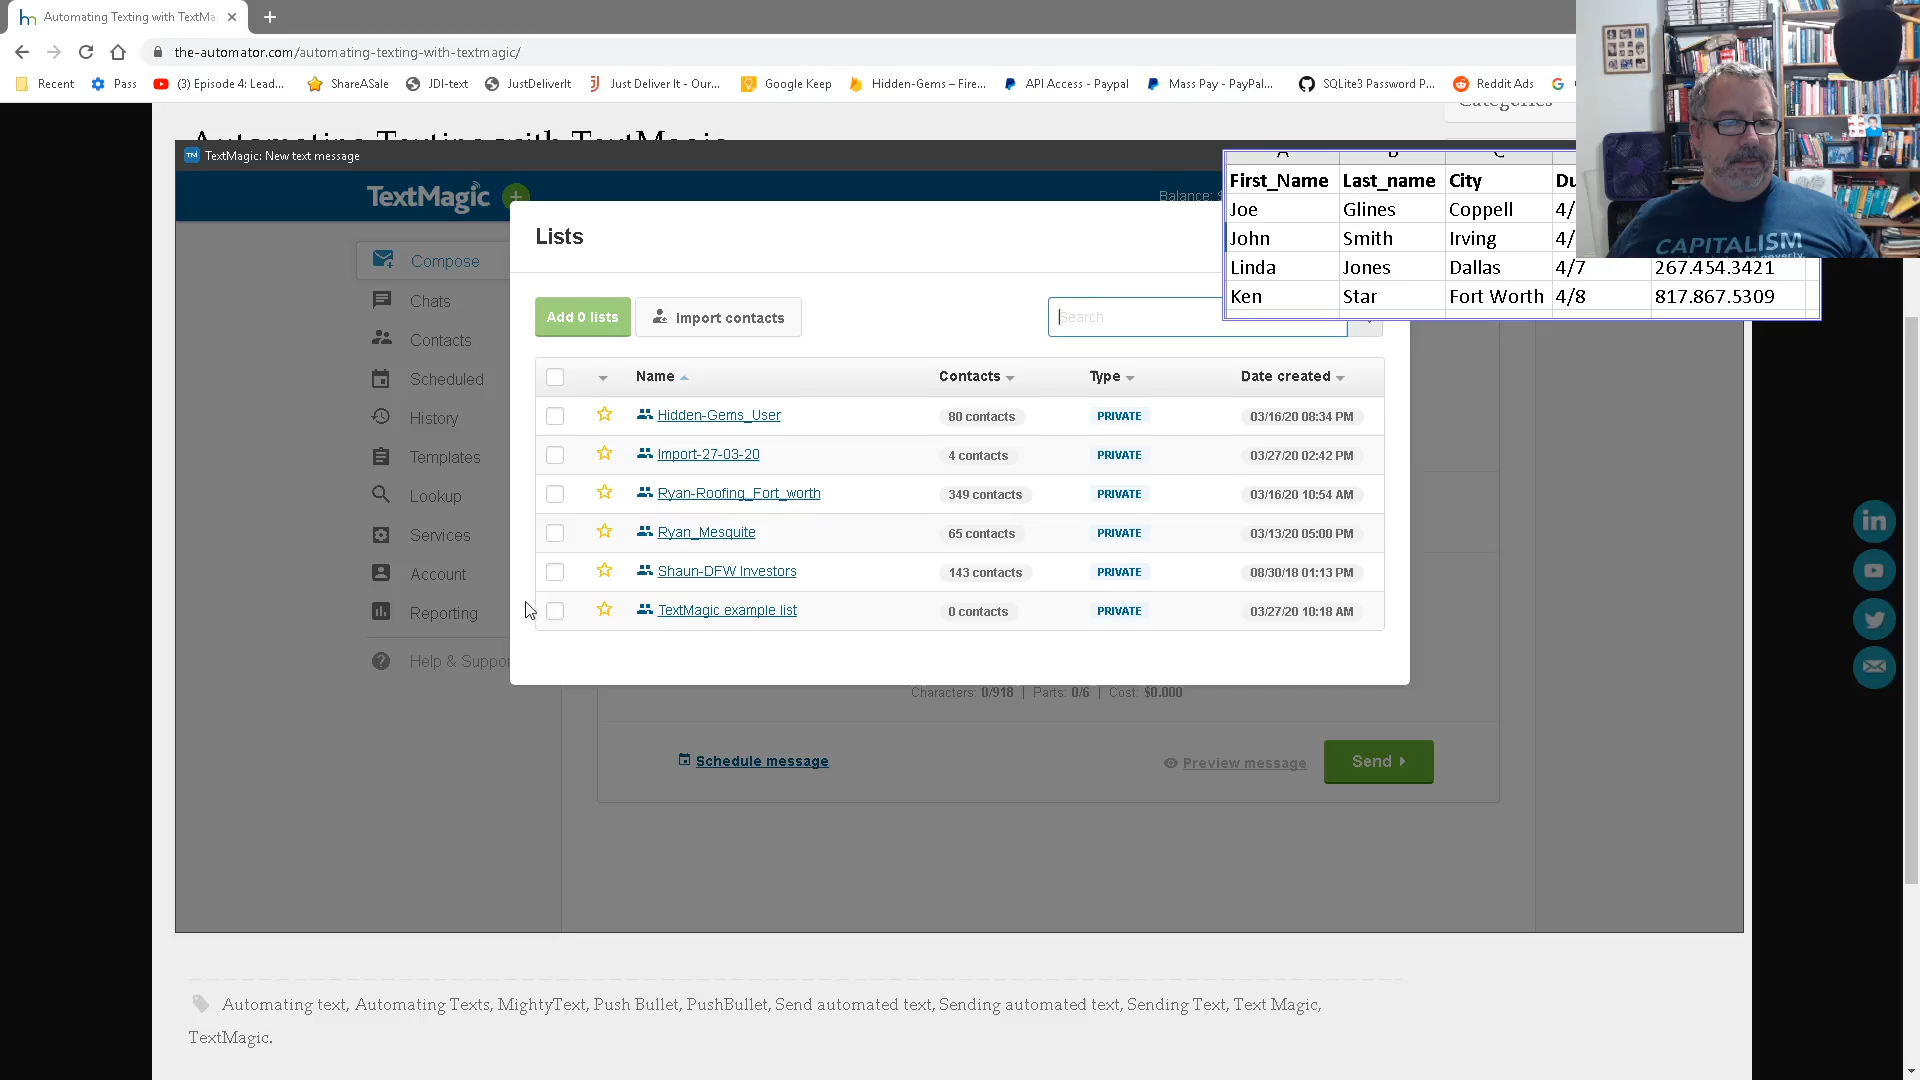 Automating Texting with TextMa
the-automator.com/automating-texting-with-textmagic/
Recent
Pass
(3) Episode 4: Lead...
ShareASale
JDI-text
JustDeliverIt
Just Deliver It - Our...
Google Keep
Hidden-Gems – Fire...
API Access - Paypal
Mass Pay - PayPal...
SQLite3 Password P...
Reddit Ads
Categories
Automating Texting with TextMagic
TextMagic: New text message
TextMagic
Balance:
Compose
Chats
Contacts
Scheduled
History
Templates
Lookup
Services
Account
Reporting
Help & Suppor
Lists
Add 0 lists
Import contacts
Search
Name Contacts Type Date created
Hidden-Gems_User 80 contacts PRIVATE 03/16/20 08:34 PM
Import-27-03-20 4 contacts PRIVATE 03/27/20 02:42 PM
Ryan-Roofing_Fort_worth 349 contacts PRIVATE 03/16/20 10:54 AM
Ryan_Mesquite 65 contacts PRIVATE 03/13/20 05:00 PM
Shaun-DFW Investors 143 contacts PRIVATE 08/30/18 01:13 PM
TextMagic example list 0 contacts PRIVATE 03/27/20 10:18 AM
First_Name Last_name City Du
Joe Glines Coppell 4/
John Smith Irving 4/
Linda Jones Dallas 4/7 267.454.3421
Ken Star Fort Worth 4/8 817.867.5309
CAPITALISM
Characters: 0/918 | Parts: 0/6 | Cost: $0.000
Schedule message
Preview message
Send
Automating text, Automating Texts, MightyText, Push Bullet, PushBullet, Send automated text, Sending automated text, Sending Text, Text Magic,
TextMagic.